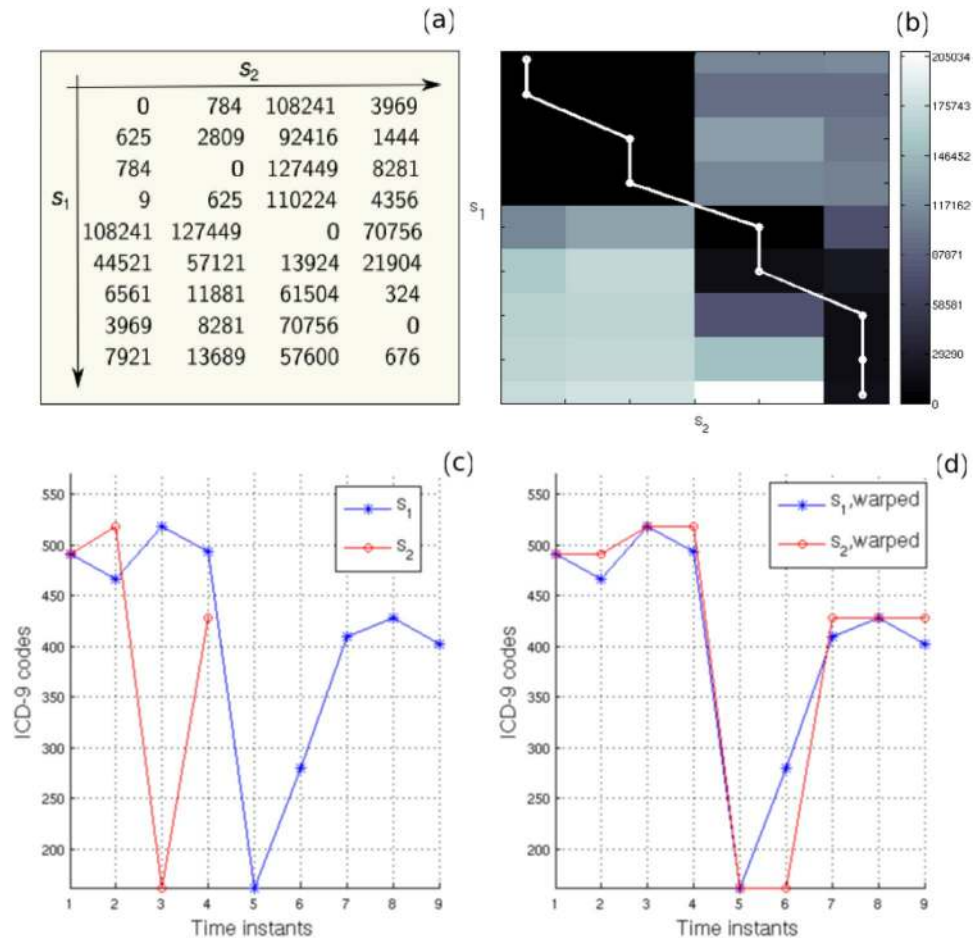 (a)
S2
0 784 108241 3969
625 2809 92416 1444
784 0 127449 8281
S1
9 625 110224 4356
108241 127449 0 70756
44521 57121 13924 21904
6561 11881 61504 324
3969 8281 70756 0
7921 13689 57600 676
(b)
s1
s2
205034
175743
146452
117162
87871
58581
29290
0
(c)
550
500
450
400
350
300
250
200
ICD-9 codes
s1
s2
1 2 3 4 5 6 7 8 9
Time instants
(d)
550
500
450
400
350
300
250
200
ICD-9 codes
s1,warped
s2,warped
1 2 3 4 5 6 7 8 9
Time instants